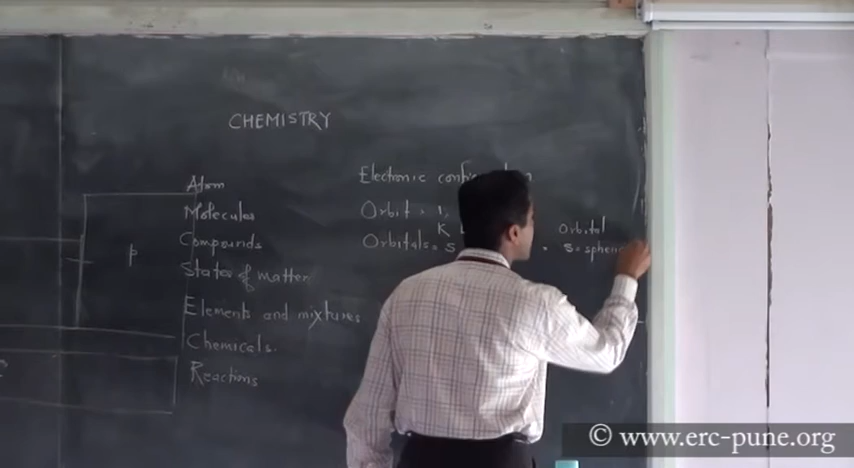 CHEMISTRY
Atom
Molecules
Compounds
States of matter
Elements and mixtures
Chemicals.
Reactions
p
Electronic
Orbit = 1,
K
Orbitals = s
Orbital
s =
© www.erc-pune.org